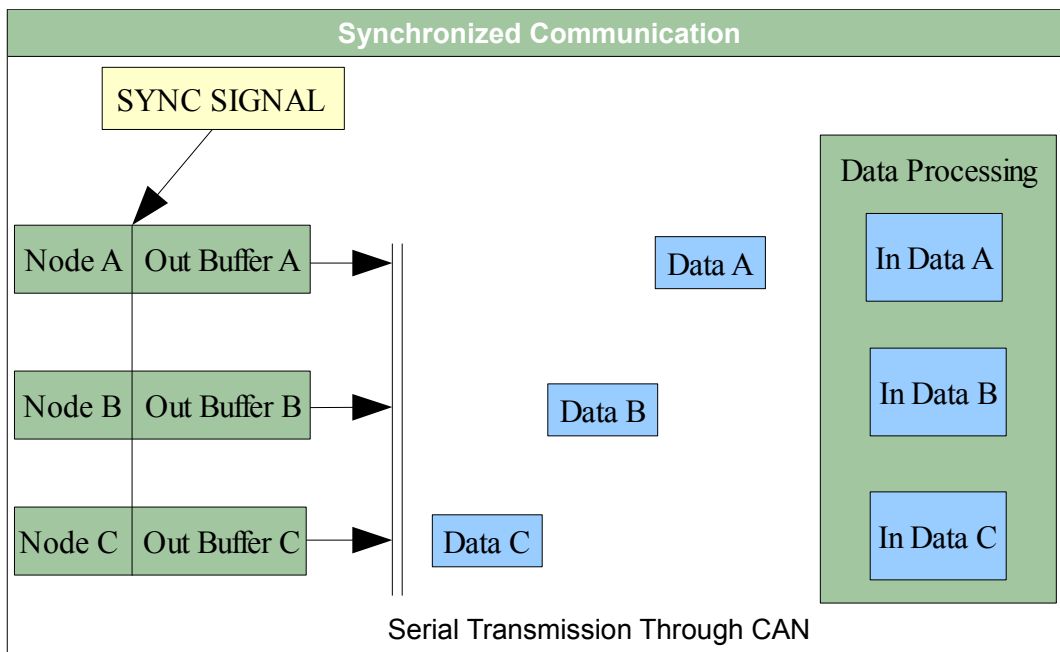 Synchronized Communication
SYNC SIGNAL
Data Processing
Node A
Out Buffer A
Data A
In Data A
Node B
Out Buffer B
Data B
In Data B
Node C
Out Buffer C
Data C
In Data C
Serial Transmission Through CAN